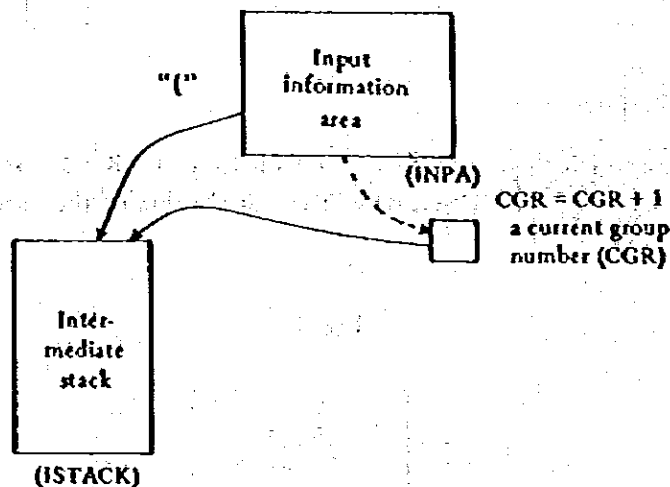 Input
information
area
"("
(INPA)
CGR = CGR + 1
a current group
number (CGR)
Inter-
mediate
stack
(ISTACK)